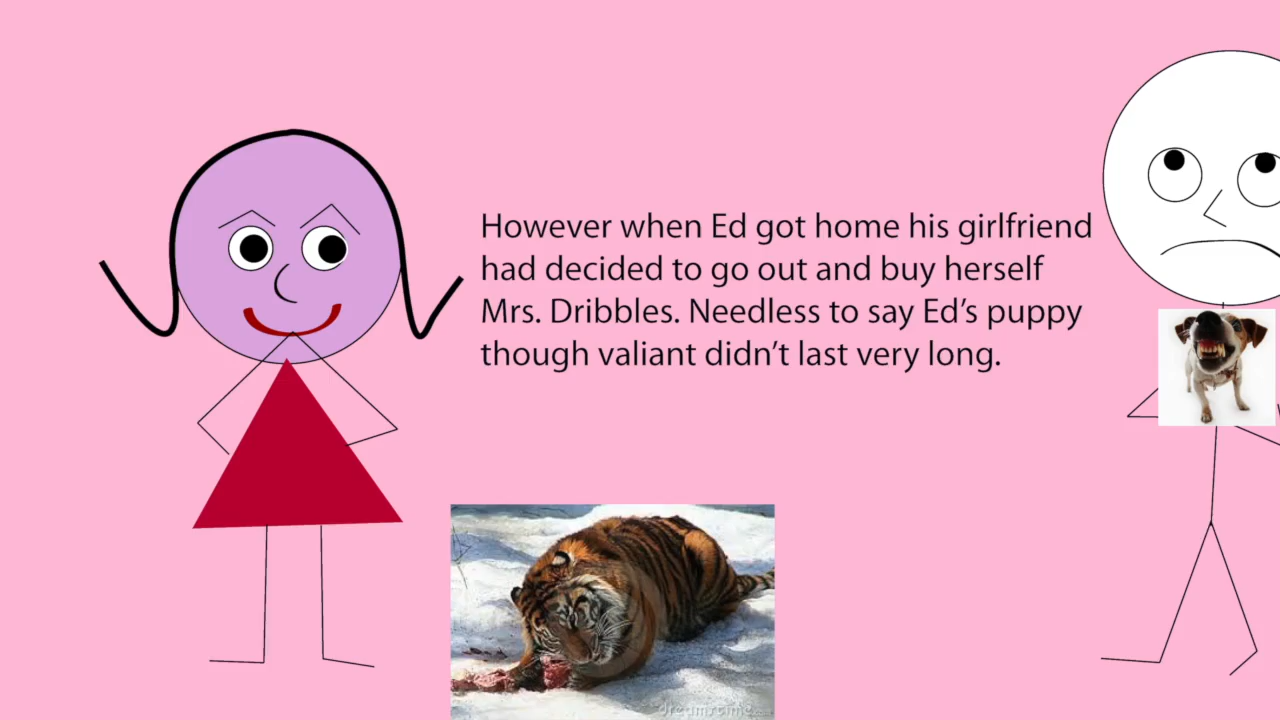 However when Ed got home his girlfriend
had decided to go out and buy herself
Mrs. Dribbles. Needless to say Ed’s puppy
though valiant didn’t last very long.
dreamstime